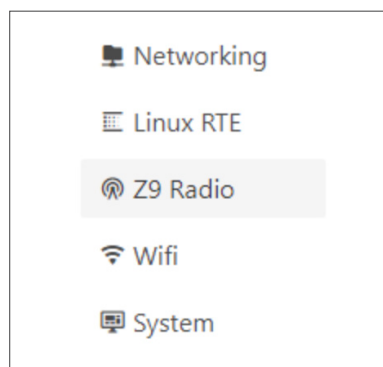 Networking
Linux RTE
Z9 Radio
Wifi
System